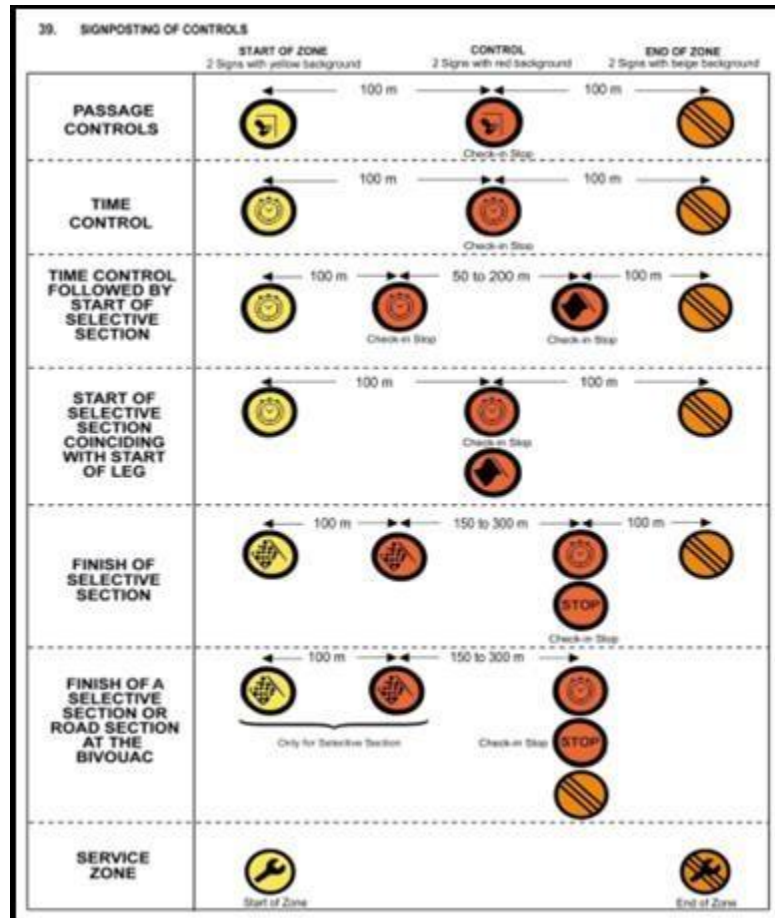 39. SIGNPOSTING OF CONTROLS
START OF ZONE
2 Signs with yellow background
CONTROL
2 Signs with red background
END OF ZONE
2 Signs with beige background
PASSAGE
CONTROLS
100 m
100 m
Check-in Stop
TIME
CONTROL
100 m
100 m
Check-in Stop
TIME CONTROL
FOLLOWED BY
START OF
SELECTIVE
SECTION
100 m
50 to 200 m
100 m
Check-in Stop
Check-in Stop
START OF
SELECTIVE
SECTION
COINCIDING
WITH START
OF LEG
100 m
100 m
Check-in Stop
FINISH OF
SELECTIVE
SECTION
100 m
150 to 300 m
100 m
STOP
Check-in Stop
FINISH OF A
SELECTIVE
SECTION OR
ROAD SECTION
AT THE
BIVOUAC
100 m
150 to 300 m
Only for Selective Section
Check-in Stop
STOP
SERVICE
ZONE
Start of Zone
End of Zone